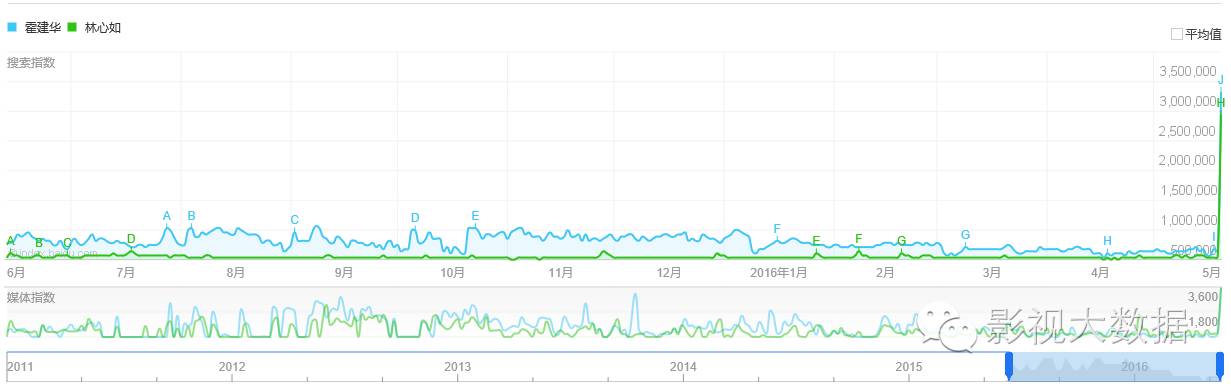 霍建华 林心如
平均值
搜索指数
3,500,000
J
3,000,000
H
2,500,000
2,000,000
1,500,000
A B C D E
1,000,000
F G H I
A B C D E F G
500,000
6月 7月 8月 9月 10月 11月 12月 2016年1月 2月 3月 4月 5月
媒体指数
3,600
1,800
影视大数据
2011 2012 2013 2014 2015 2016